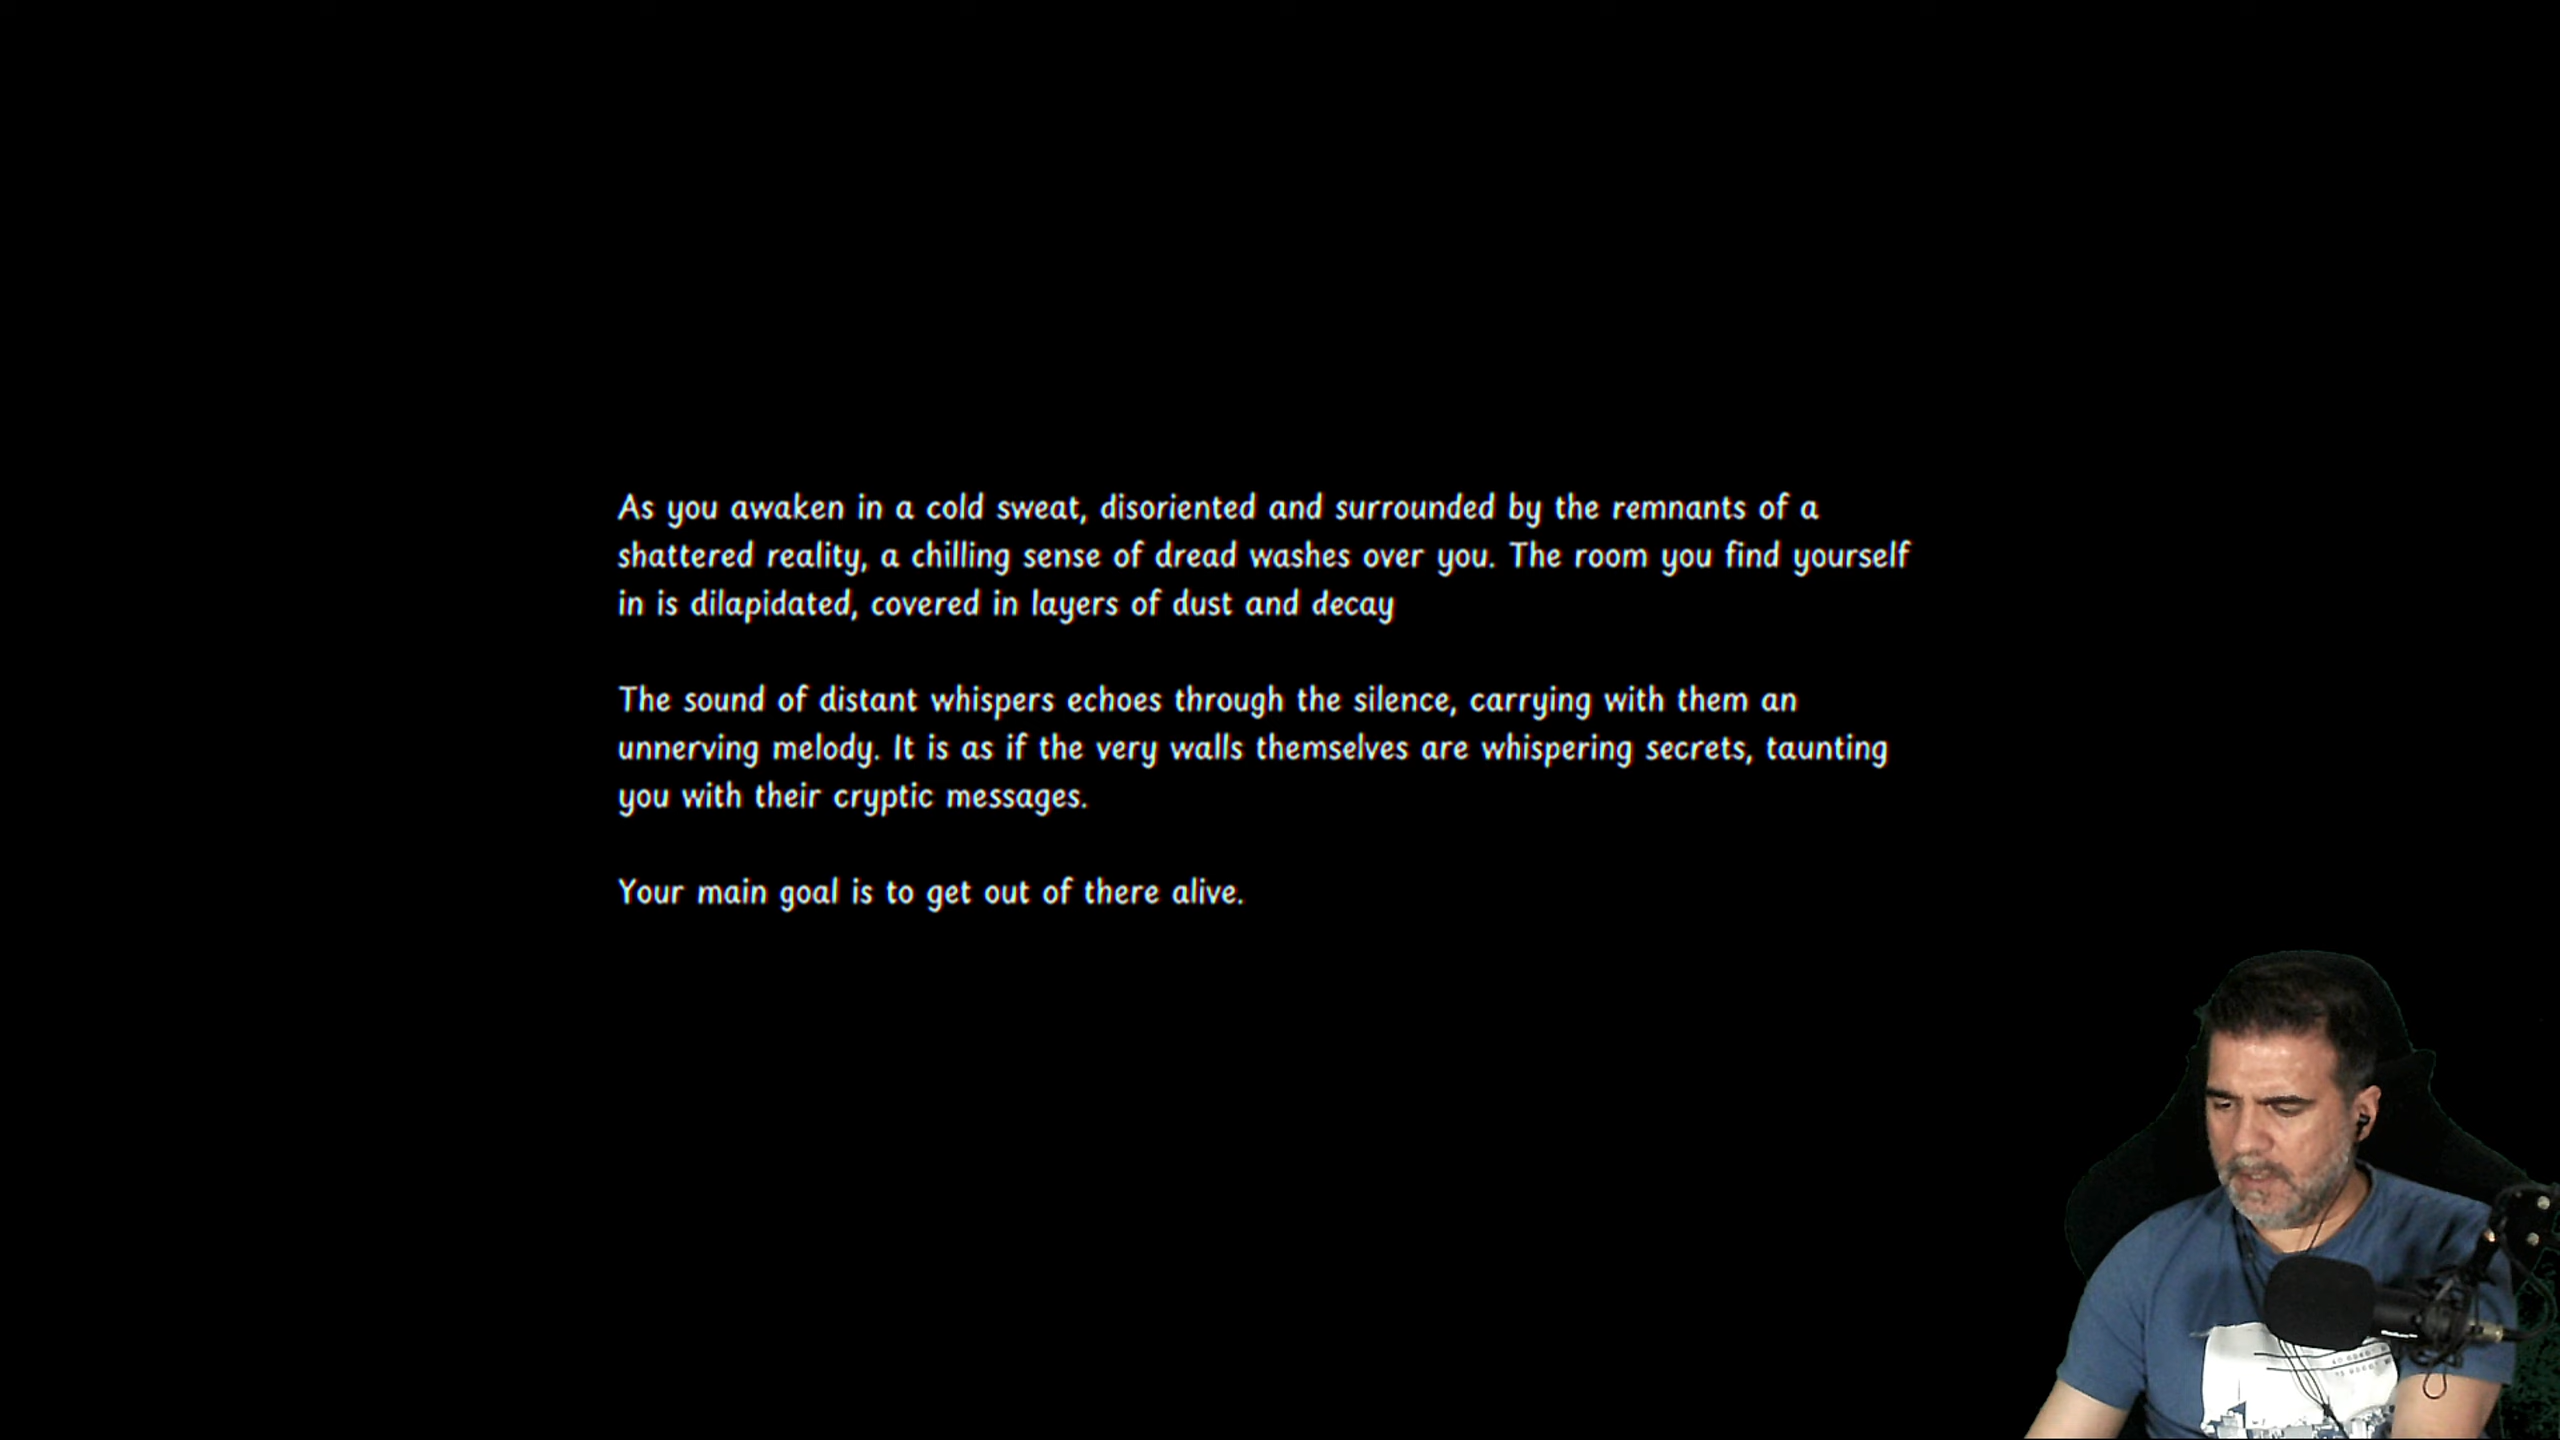 As you awaken in a cold sweat, disoriented and surrounded by the remnants of a
shattered reality, a chilling sense of dread washes over you. The room you find yourself
in is dilapidated, covered in layers of dust and decay
The sound of distant whispers echoes through the silence, carrying with them an
unnerving melody. It is as if the very walls themselves are whispering secrets, taunting
you with their cryptic messages.
Your main goal is to get out of there alive.